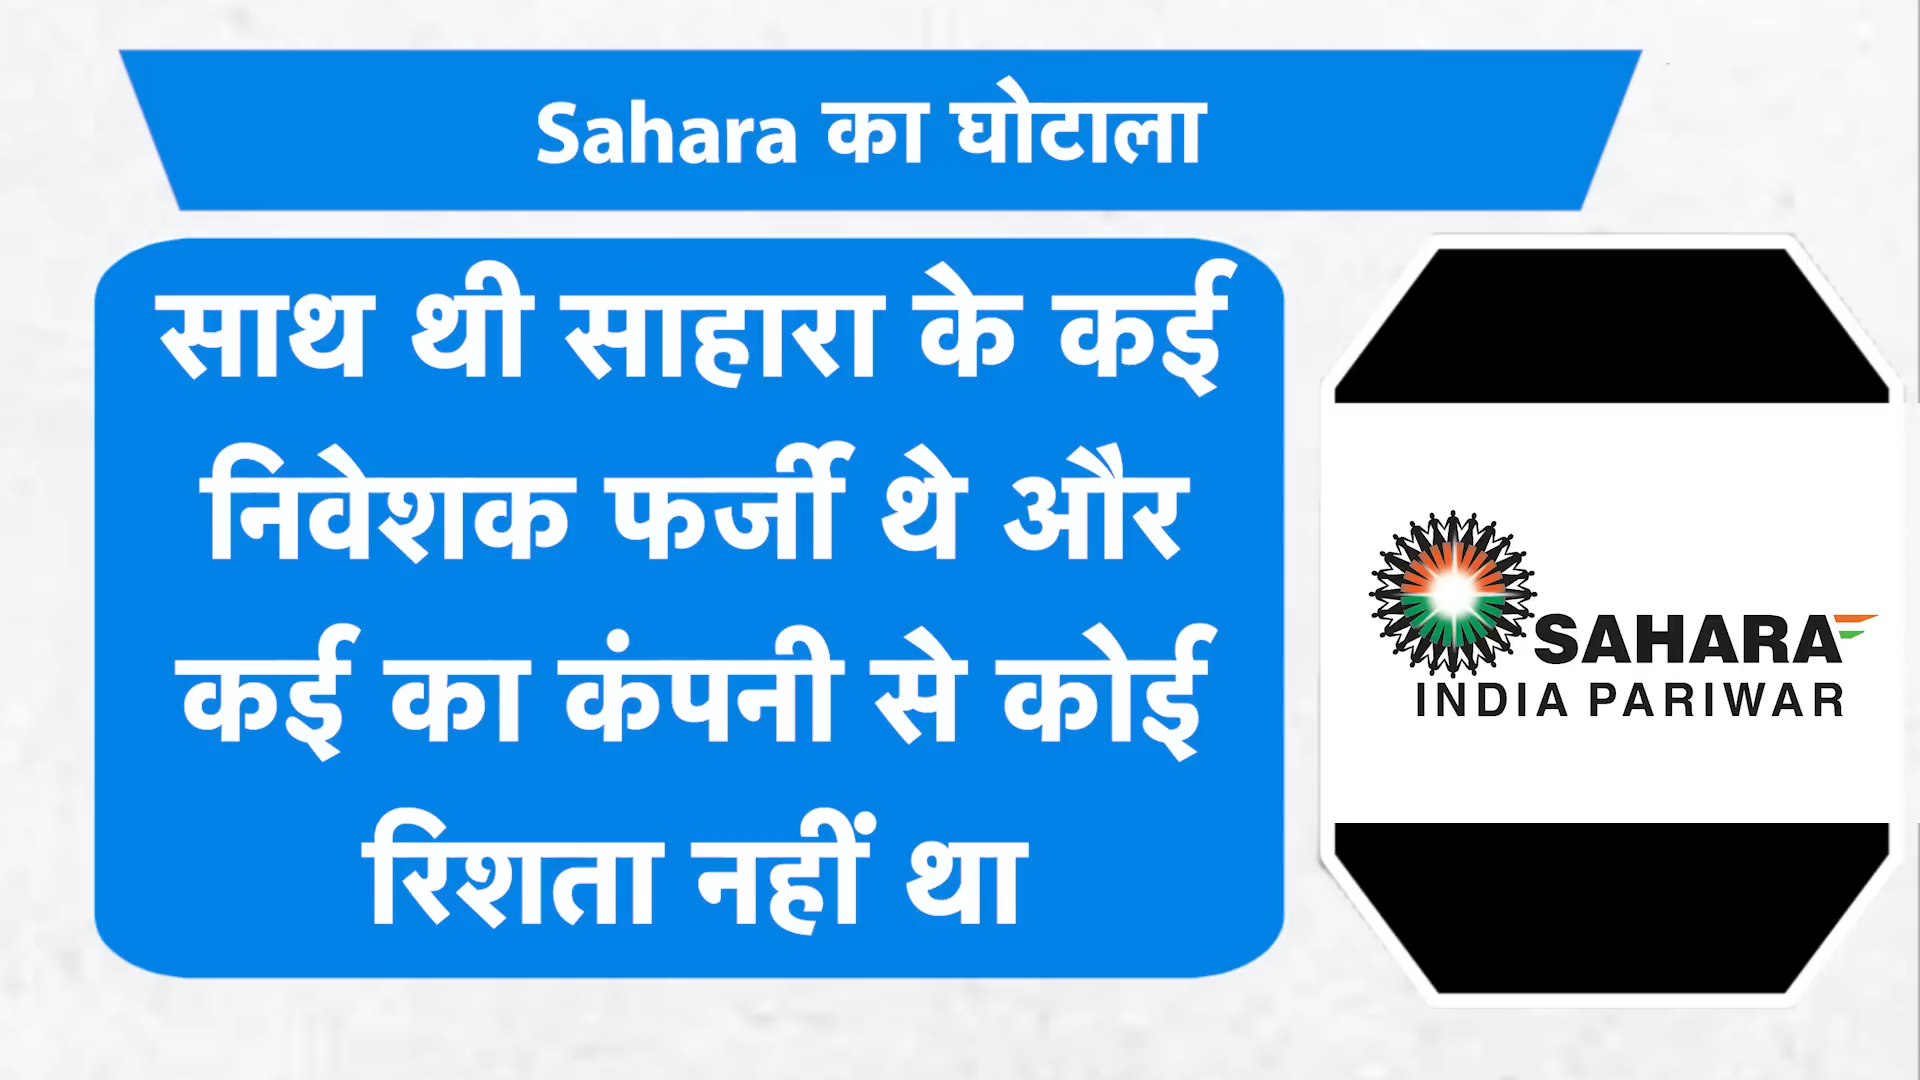 Sahara का घोटाला
साथ थी साहारा के कई
निवेशक फर्जी थे और
कई का कंपनी से कोई
रिशता नहीं था
SAHARA
INDIA PARIWAR